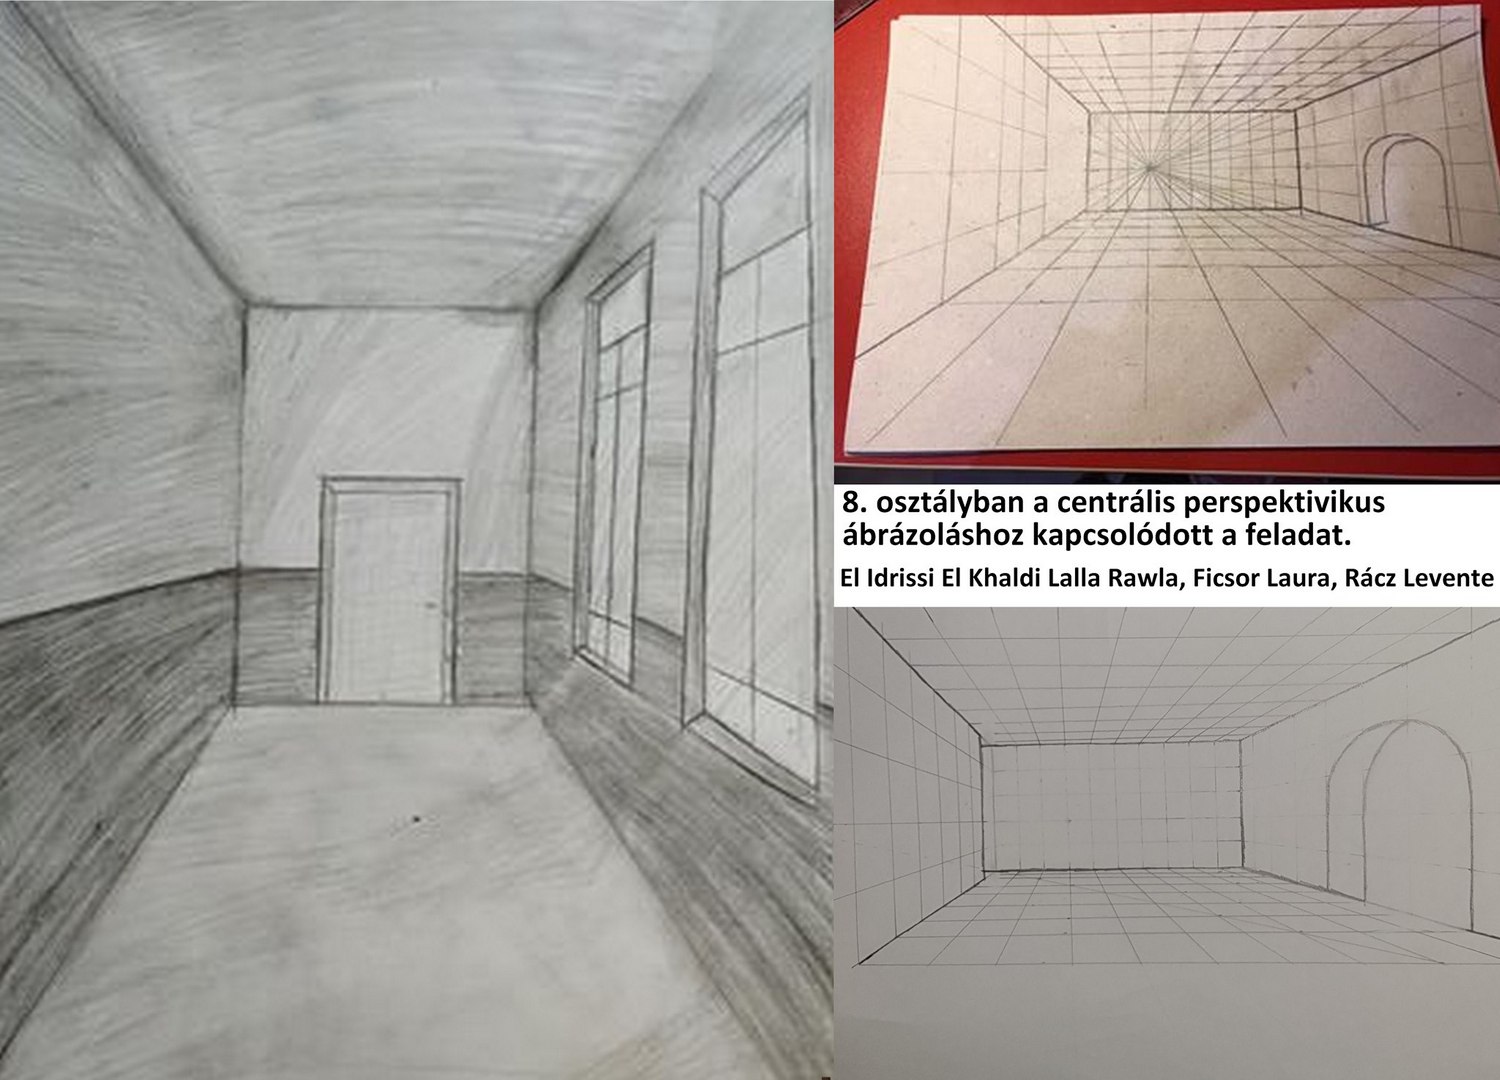 8. osztályban a centrális perspektivikus
ábrázoláshoz kapcsolódott a feladat.
El Idrissi El Khaldi Lalla Rawla, Ficsor Laura, Rácz Levente